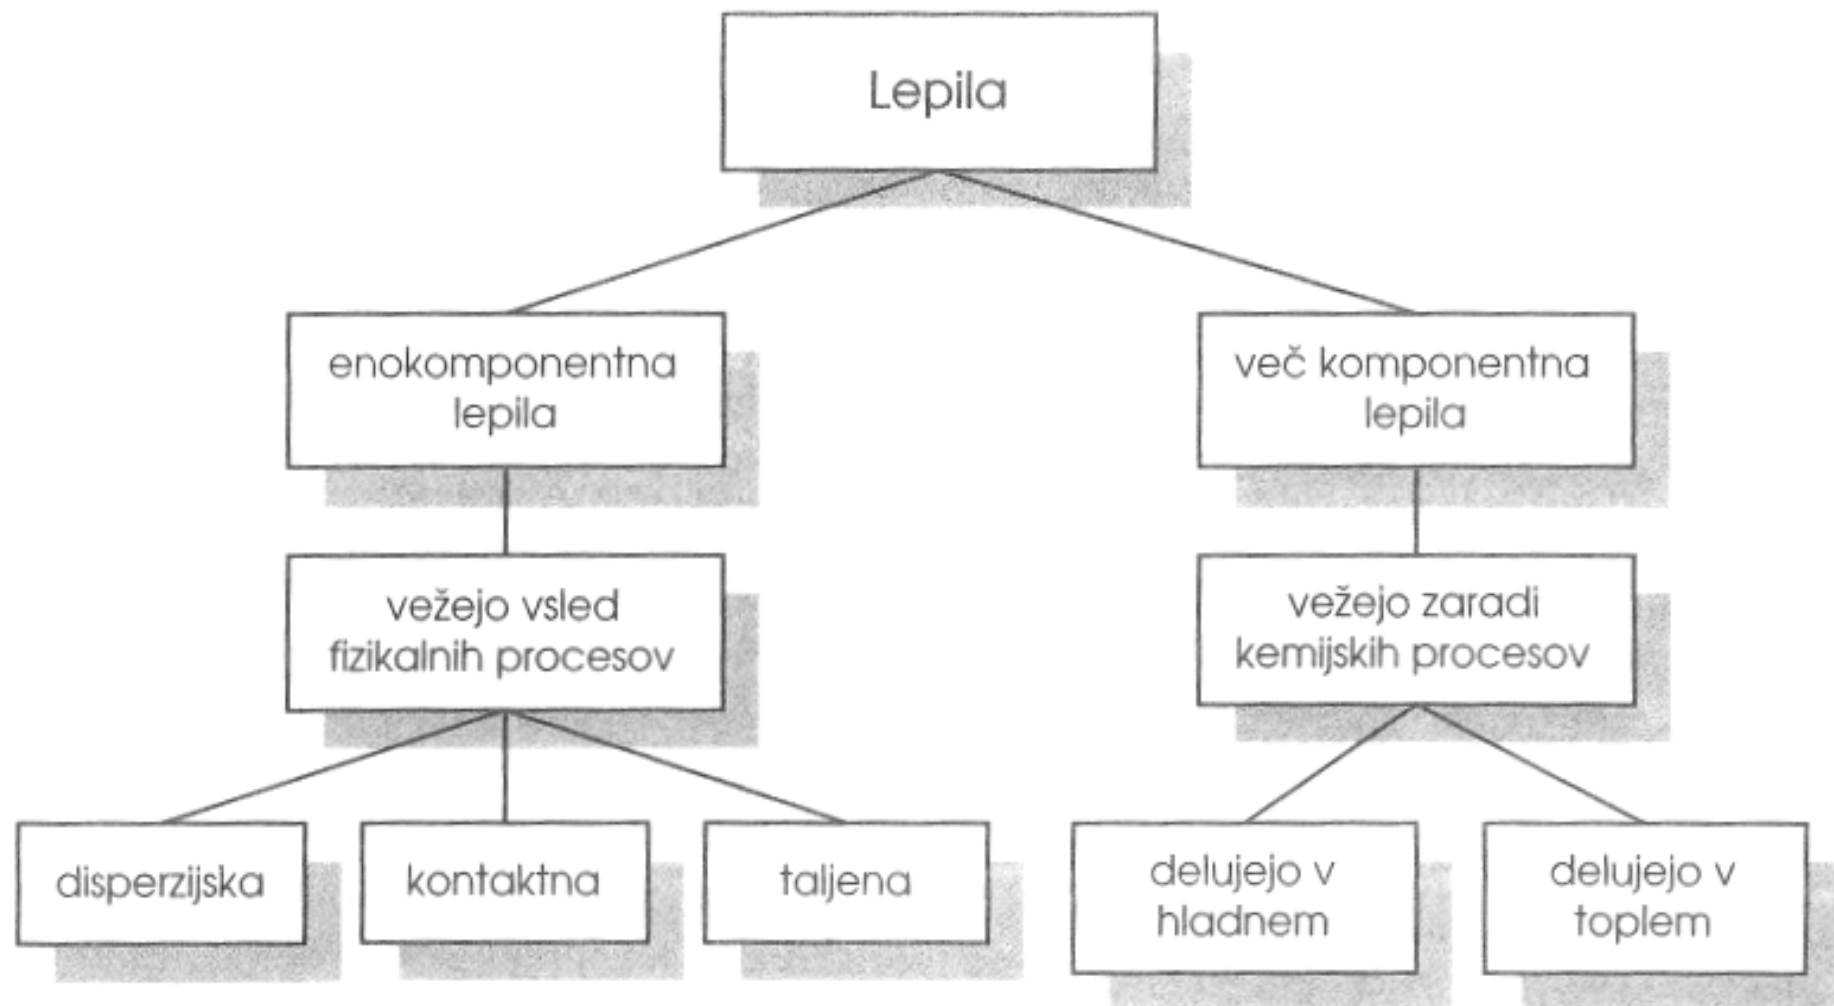 Lepila
enokomponentna
lepila
več komponentna
lepila
vežejo vsled
fizikalnih procesov
vežejo zaradi
kemijskih procesov
disperzijska
kontaktna
taljena
delujejo v
hladnem
delujejo v
toplem